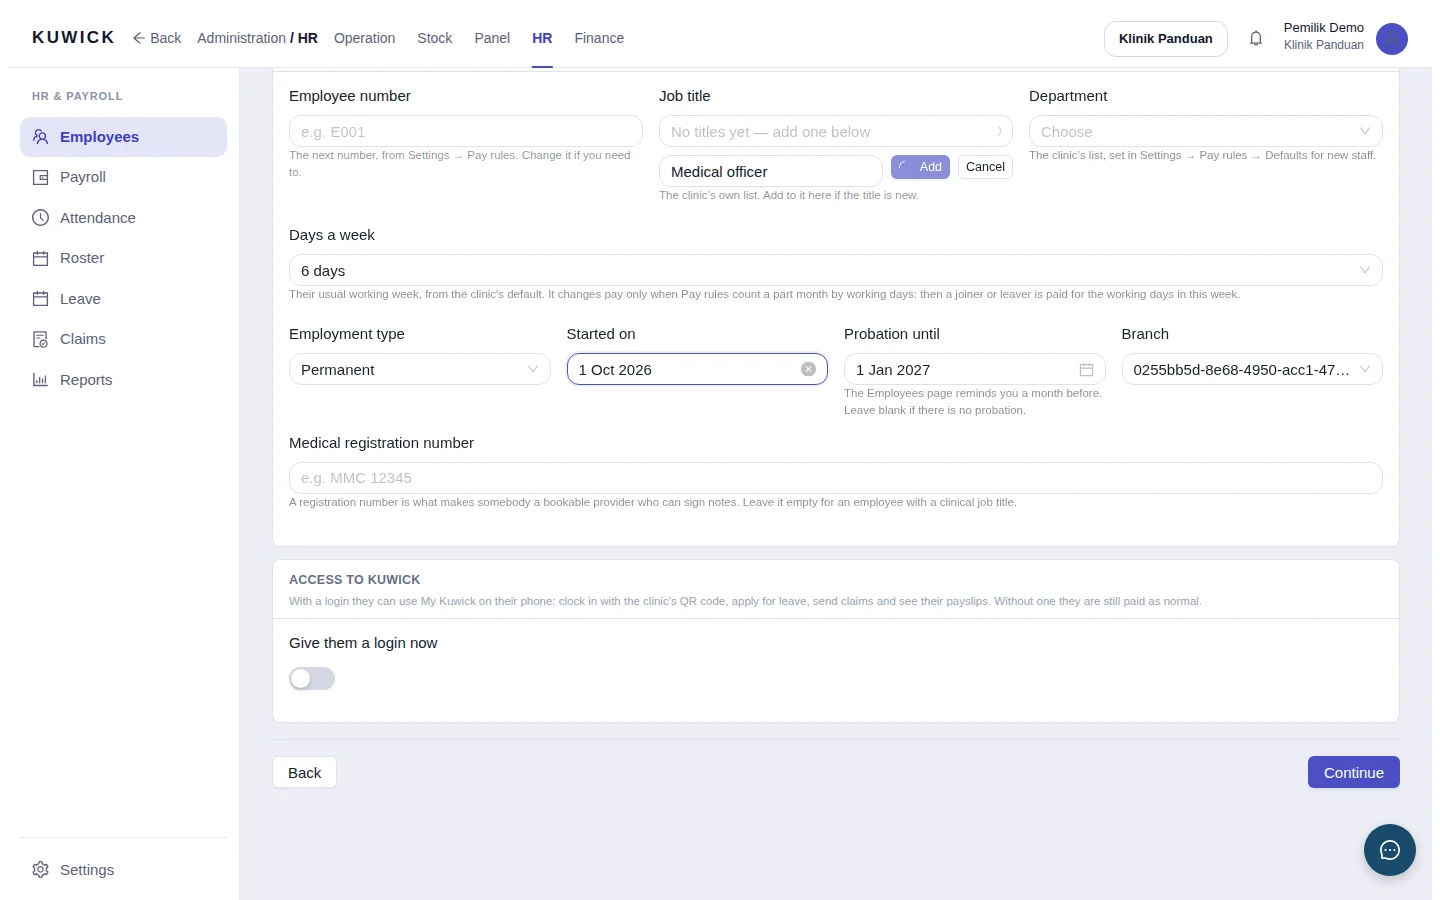 KUWICK
Back
Administration / HR
Operation
Stock
Panel
HR
Finance
Klinik Panduan
Pemilik Demo
Klinik Panduan
HR & PAYROLL
Employees
Payroll
Attendance
Roster
Leave
Claims
Reports
Settings
Employee number
e.g. E001
The next number, from Settings → Pay rules. Change it if you need
to.
Job title
No titles yet — add one below
Medical officer
Add
Cancel
The clinic's own list. Add to it here if the title is new.
Department
Choose
The clinic's list, set in Settings → Pay rules → Defaults for new staff.
Days a week
6 days
Their usual working week, from the clinic's default. It changes pay only when Pay rules count a part month by working days: then a joiner or leaver is paid for the working days in this week.
Employment type
Permanent
Started on
1 Oct 2026
Probation until
1 Jan 2027
The Employees page reminds you a month before.
Leave blank if there is no probation.
Branch
0255bb5d-8e68-4950-acc1-47…
Medical registration number
e.g. MMC 12345
A registration number is what makes somebody a bookable provider who can sign notes. Leave it empty for an employee with a clinical job title.
ACCESS TO KUWICK
With a login they can use My Kuwick on their phone: clock in with the clinic's QR code, apply for leave, send claims and see their payslips. Without one they are still paid as normal.
Give them a login now
Back
Continue